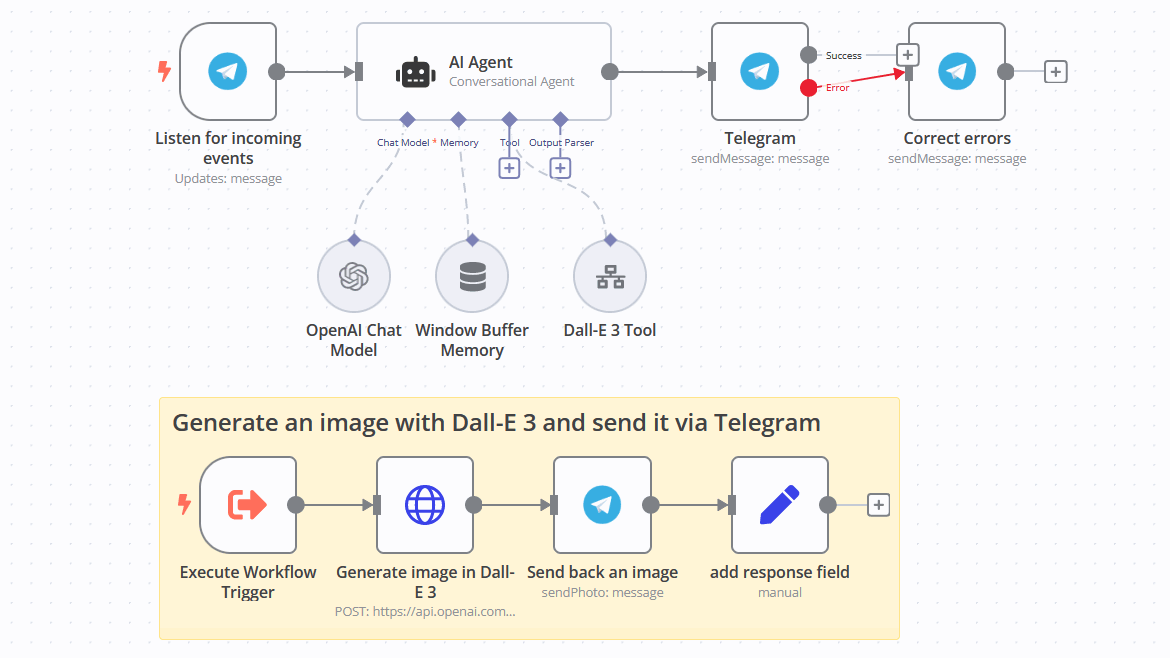 AI Agent
Conversational Agent
Success
Error
Chat Model * Memory Tool Output Parser
Listen for incoming
events
Updates: message
Telegram
sendMessage: message
Correct errors
sendMessage: message
OpenAI Chat
Model
Window Buffer
Memory
Dall-E 3 Tool
Generate an image with Dall-E 3 and send it via Telegram
Execute Workflow
Trigger
Generate image in Dall-
E 3
POST: https://api.openai.com...
Send back an image
sendPhoto: message
add response field
manual